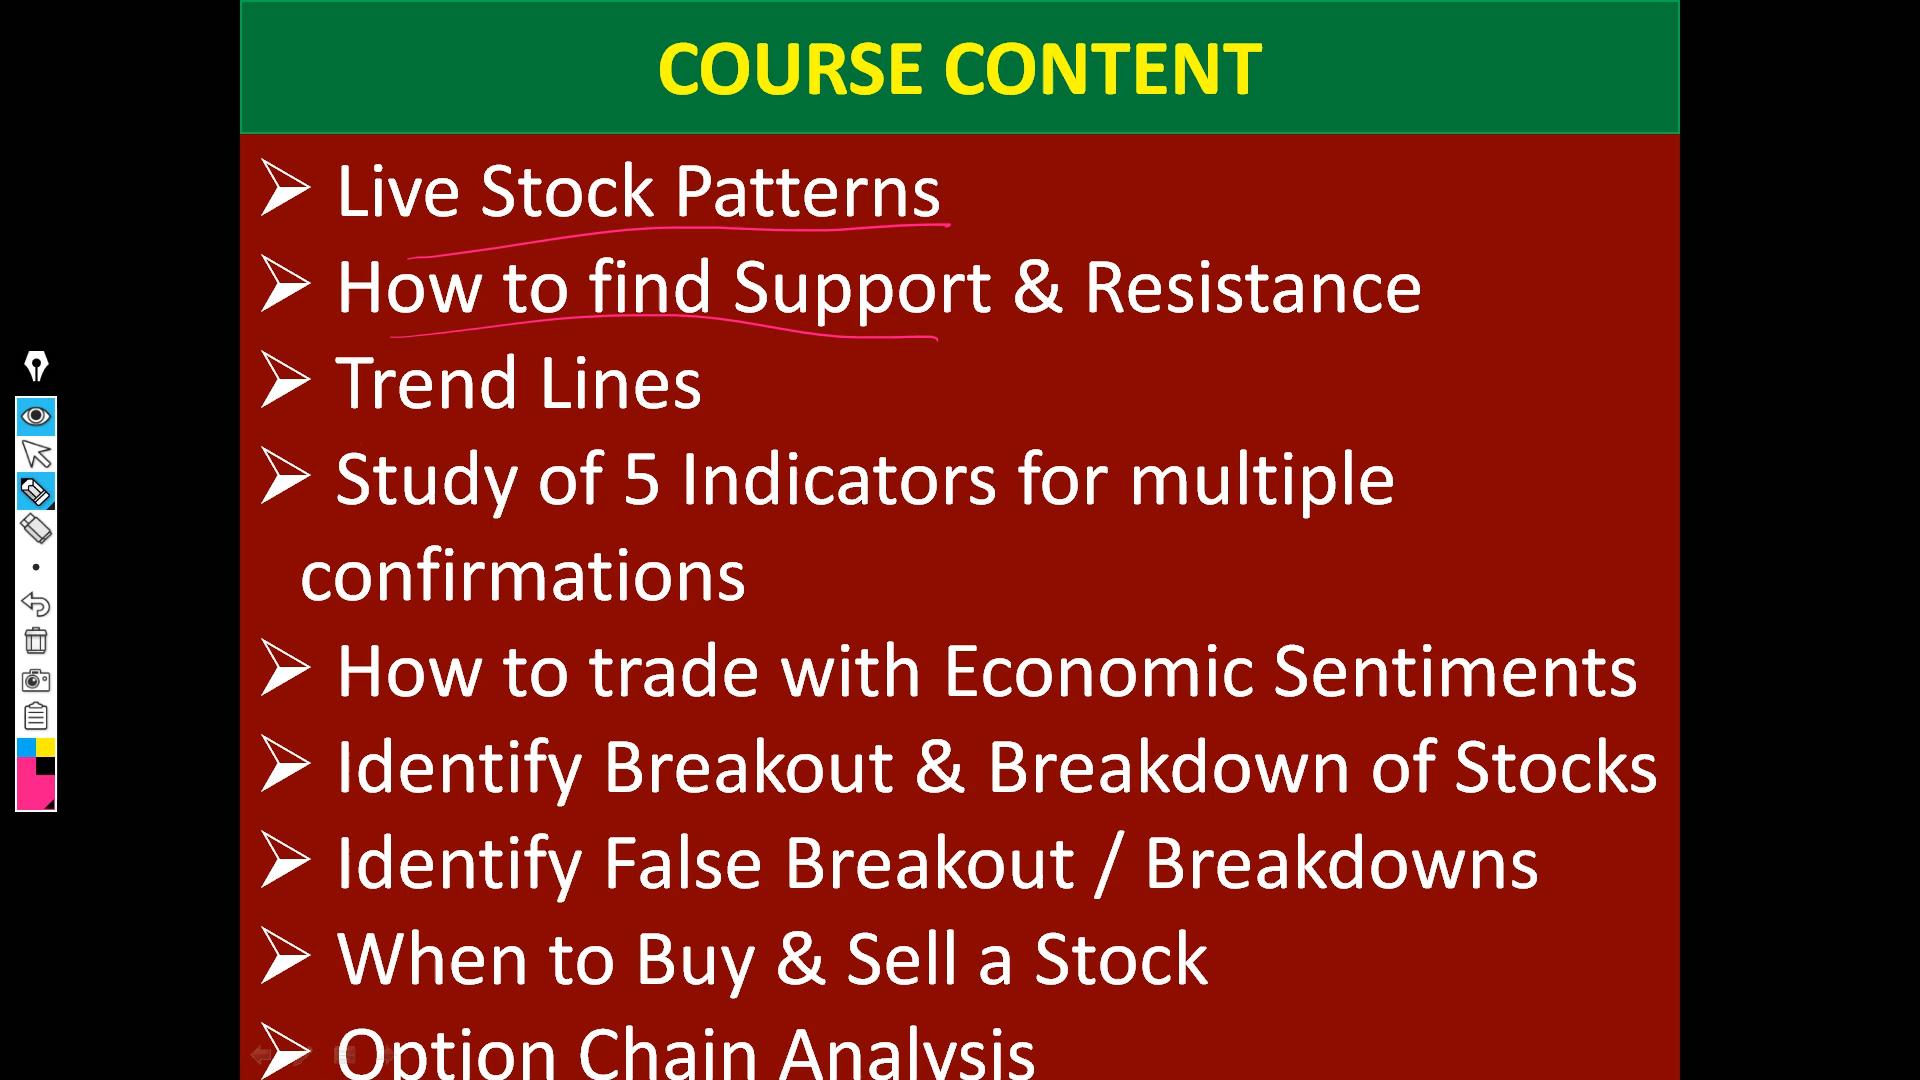 COURSE CONTENT
Live Stock Patterns
How to find Support & Resistance
Trend Lines
Study of 5 Indicators for multiple
confirmations
How to trade with Economic Sentiments
Identify Breakout & Breakdown of Stocks
Identify False Breakout / Breakdowns
When to Buy & Sell a Stock
Option Chain Analysis